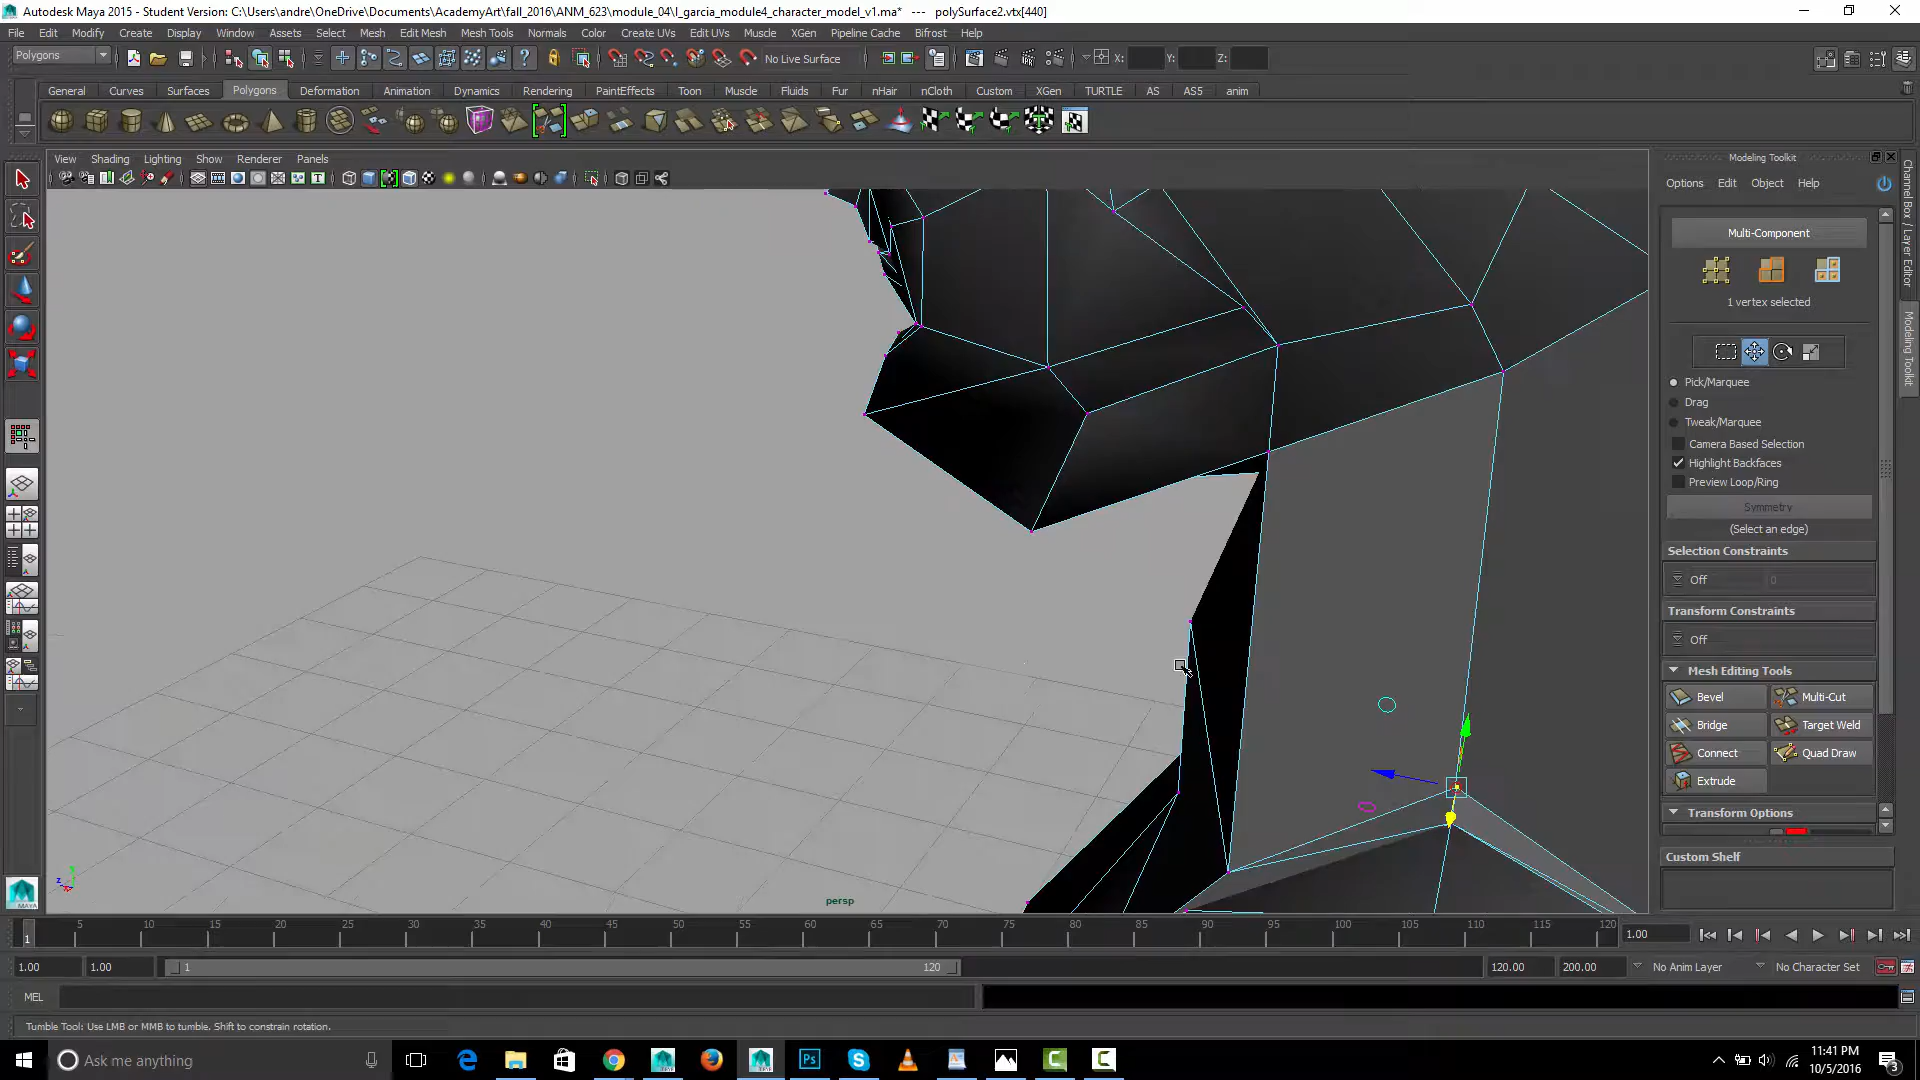 Autodesk Maya 2015 - Student Version: C:\Users\andre\OneDrive\Documents\AcademyArt\fall_2016\ANM_623\module_04\l_garcia_module4_character_model_v1.ma* --- polySurface2.vtx[440]
File Edit Modify Create Display Window Assets Select Mesh Edit Mesh Mesh Tools Normals Color Create UVs Edit UVs Muscle XGen Pipeline Cache Bifrost Help
Polygons No Live Surface X: Y: Z:
General Curves Surfaces Polygons Deformation Animation Dynamics Rendering PaintEffects Toon Muscle Fluids Fur nHair nCloth Custom XGen TURTLE AS AS5 anim
View Shading Lighting Show Renderer Panels
Modeling Toolkit
Options Edit Object Help
Multi-Component
1 vertex selected
Pick/Marquee
Drag
Tweak/Marquee
Camera Based Selection
Highlight Backfaces
Preview Loop/Ring
Symmetry
(Select an edge)
Selection Constraints
Off 0
Transform Constraints
Off
Mesh Editing Tools
Bevel Multi-Cut
Bridge Target Weld
Connect Quad Draw
Extrude
Transform Options
Custom Shelf
Channel Box / Layer Editor
Modeling Toolkit
persp
1 5 10 15 20 25 30 35 40 45 50 55 60 65 70 75 80 85 90 95 100 105 110 115 120 1.00
1.00 1.00 1 120 120.00 200.00 No Anim Layer No Character Set
MEL
Tumble Tool: Use LMB or MMB to tumble. Shift to constrain rotation.
Ask me anything
11:41 PM
10/5/2016
3